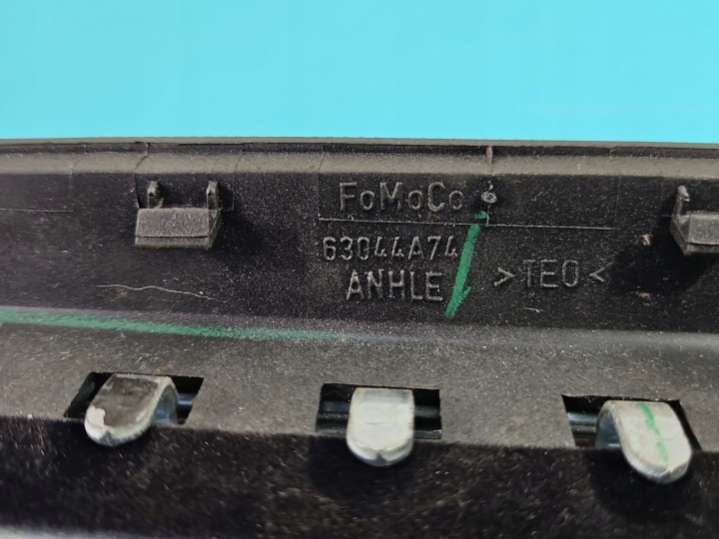 FoMoCo
63044A74
ANHLE
>TEO<